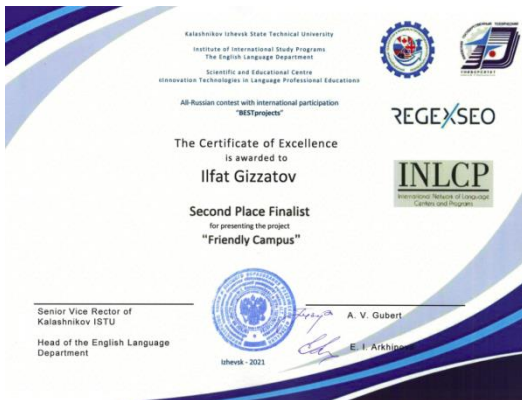 Kalashnikov Izhevsk State Technical University
Institute of International Study Programs
The English Language Department
Scientific and Educational Centre
«Innovation Technologies in Language Professional Education»
All-Russian contest with international participation
"BESTprojects"
REGEXSEO
The Certificate of Excellence
is awarded to
Ilfat Gizzatov
INLCP
International Network of Language
Centers and Programs
Second Place Finalist
for presenting the project
"Friendly Campus"
Senior Vice Rector of
Kalashnikov ISTU
A. V. Gubert
Head of the English Language
Department
E. I. Arkhipova
Izhevsk - 2021